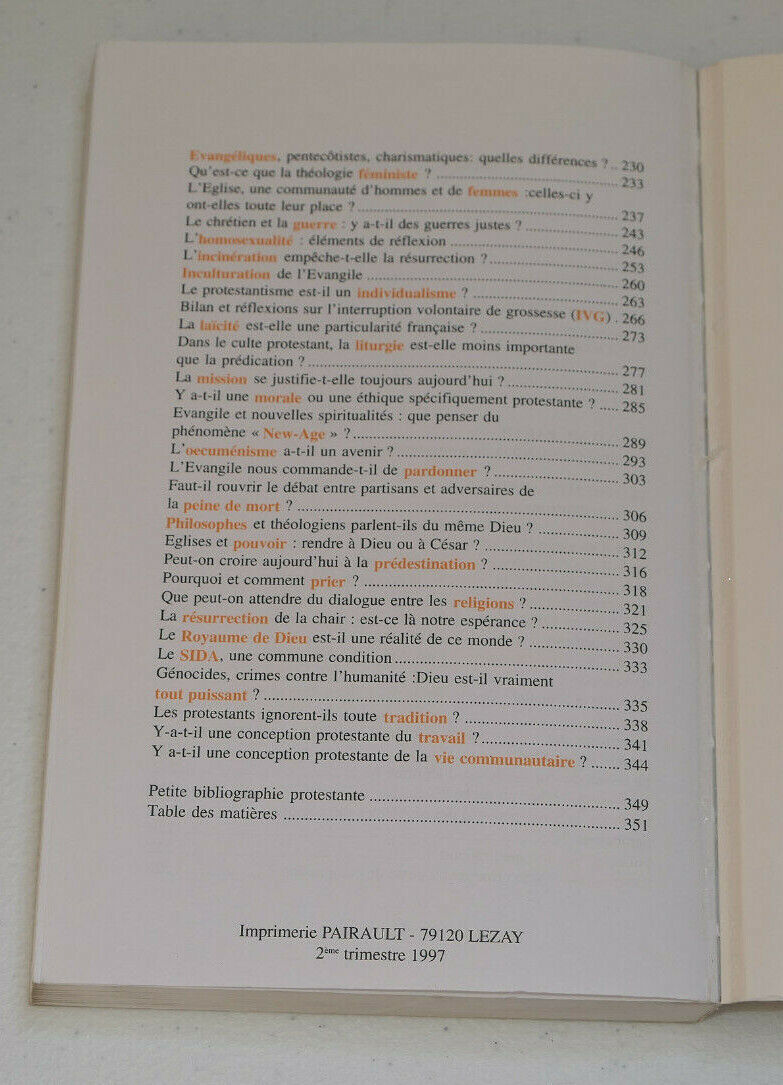 Evangéliques, pentecôtistes, charismatiques: quelles différences ? .. 230
Qu'est-ce que la théologie féministe ? ........................................ 233
L'Eglise, une communauté d'hommes et de femmes :celles-ci y
ont-elles toute leur place ? ........................................ 237
Le chrétien et la guerre : y a-t-il des guerres justes ? .................... 243
L'homosexualité : éléments de réflexion .............................. 246
L'incinération empêche-t-elle la résurrection ? ........................ 253
Inculturation de l'Evangile ........................................ 260
Le protestantisme est-il un individualisme ? .............................. 263
Bilan et réflexions sur l'interruption volontaire de grossesse (IVG) . 266
La laïcité est-elle une particularité française ? ........................ 273
Dans le culte protestant, la liturgie est-elle moins importante
que la prédication ? ........................................ 277
La mission se justifie-t-elle toujours aujourd'hui ? .................... 281
Y a-t-il une morale ou une éthique spécifiquement protestante ? ..... 285
Evangile et nouvelles spiritualités : que penser du
phénomène « New-Age » ? ........................................ 289
L'oecuménisme a-t-il un avenir ? ........................................ 293
L'Evangile nous commande-t-il de pardonner ? ........................ 303
Faut-il rouvrir le débat entre partisans et adversaires de
la peine de mort ? ........................................ 306
Philosophes et théologiens parlent-ils du même Dieu ? .................... 309
Eglises et pouvoir : rendre à Dieu ou à César ? ........................ 312
Peut-on croire aujourd'hui à la prédestination ? ........................ 316
Pourquoi et comment prier ? ........................................ 318
Que peut-on attendre du dialogue entre les religions ? .................... 321
La résurrection de la chair : est-ce là notre espérance ? .................... 325
Le Royaume de Dieu est-il une réalité de ce monde ? .................... 330
Le SIDA, une commune condition ........................................ 333
Génocides, crimes contre l'humanité :Dieu est-il vraiment
tout puissant ? ........................................ 335
Les protestants ignorent-ils toute tradition ? .............................. 338
Y-a-t-il une conception protestante du travail ? ........................ 341
Y a-t-il une conception protestante de la vie communautaire ? ....... 344
Petite bibliographie protestante ........................................ 349
Table des matières ........................................ 351
Imprimerie PAIRAULT - 79120 LEZAY
2ème trimestre 1997